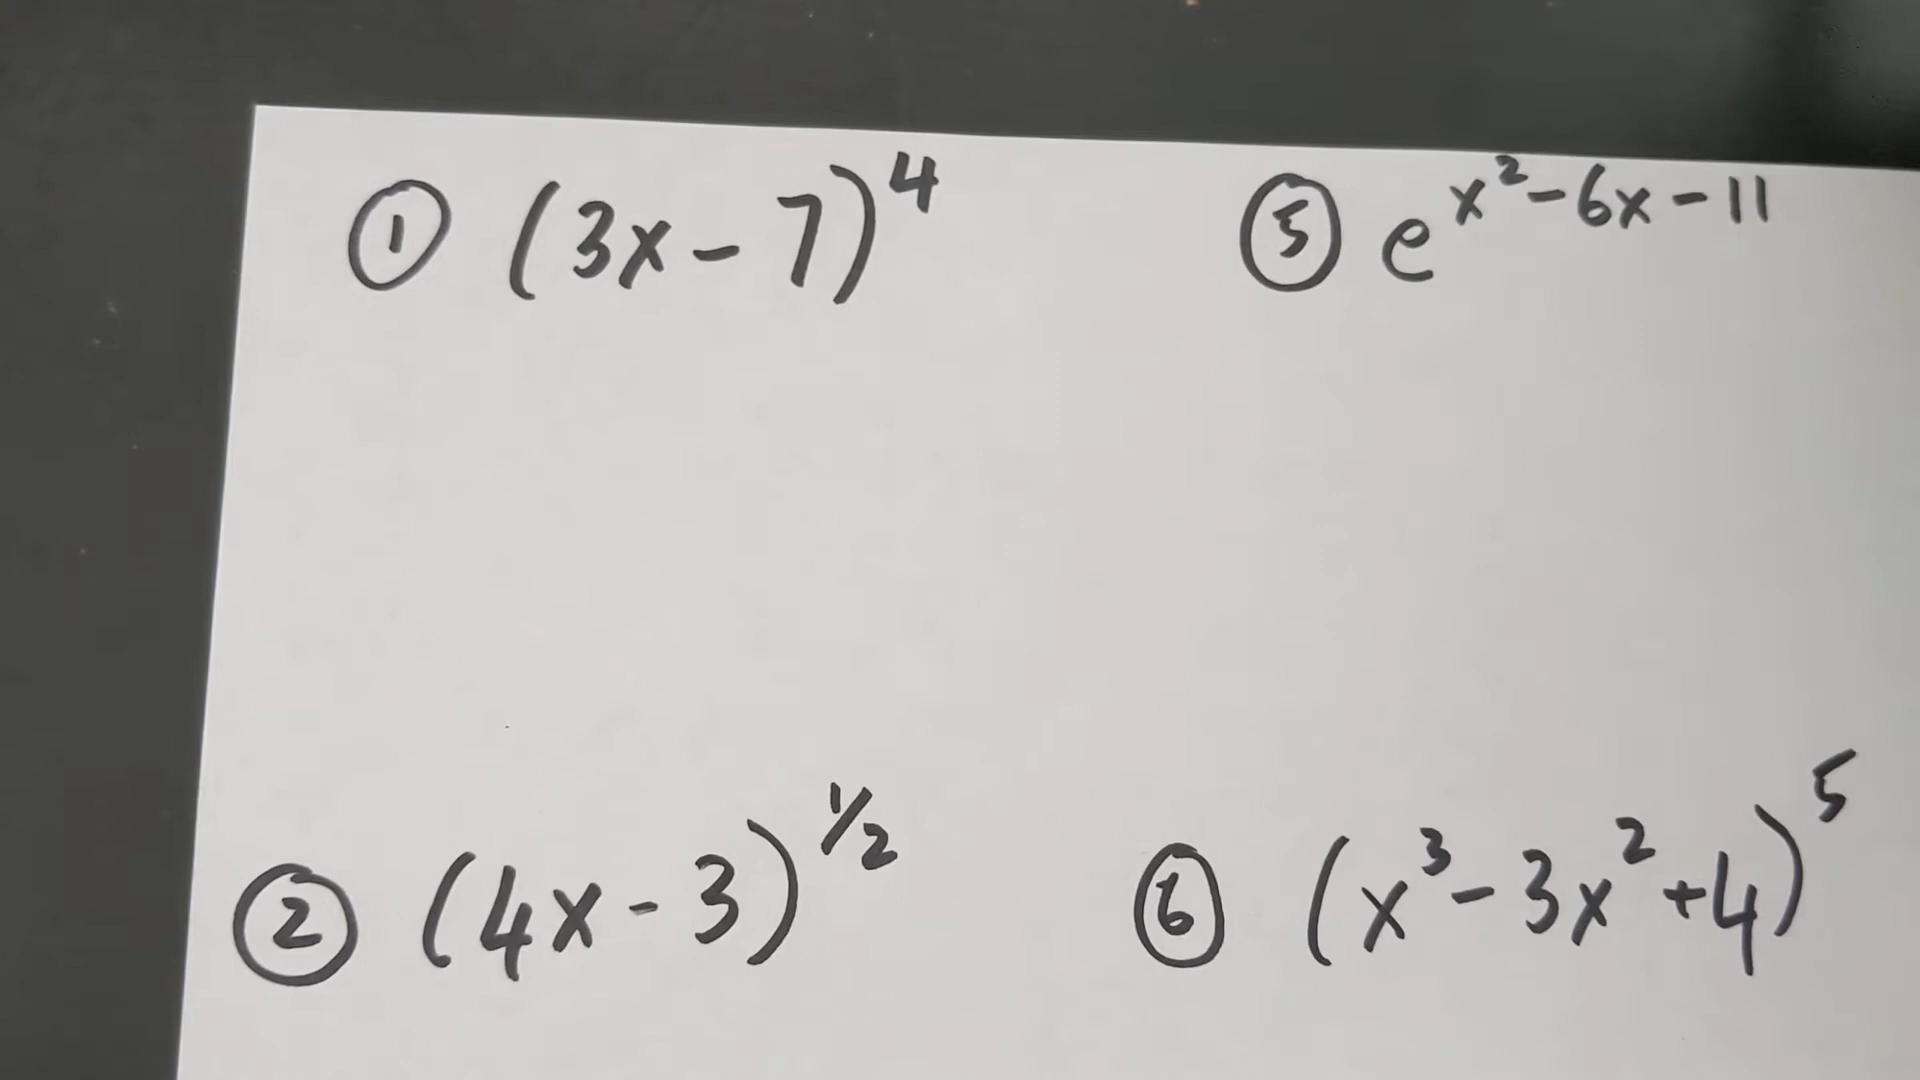 ① (3x - 7)⁴
⑤ e^{x² - 6x - 11}
② (4x - 3)^{1/2}
⑥ (x³ - 3x² + 4)⁵